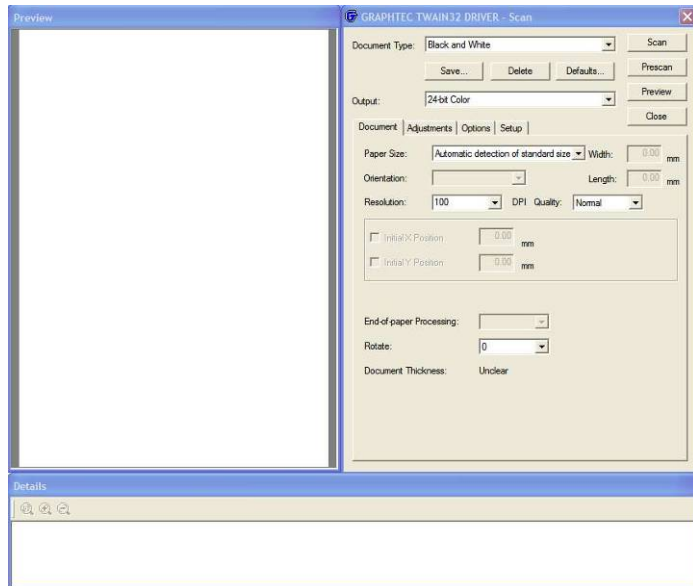 Preview
GRAPHTEC TWAIN32 DRIVER - Scan
Document Type: Black and White Scan
Save... Delete Defaults... Prescan
Preview
Output: 24-bit Color
Close
Document Adjustments Options Setup
Paper Size: Automatic detection of standard size Width: 0.00 mm
Orientation: Length: 0.00 mm
Resolution: 100 DPI Quality: Normal
Initial X Position 0.00 mm
Initial Y Position 0.00 mm
End-of-paper Processing:
Rotate: 0
Document Thickness: Unclear
Details